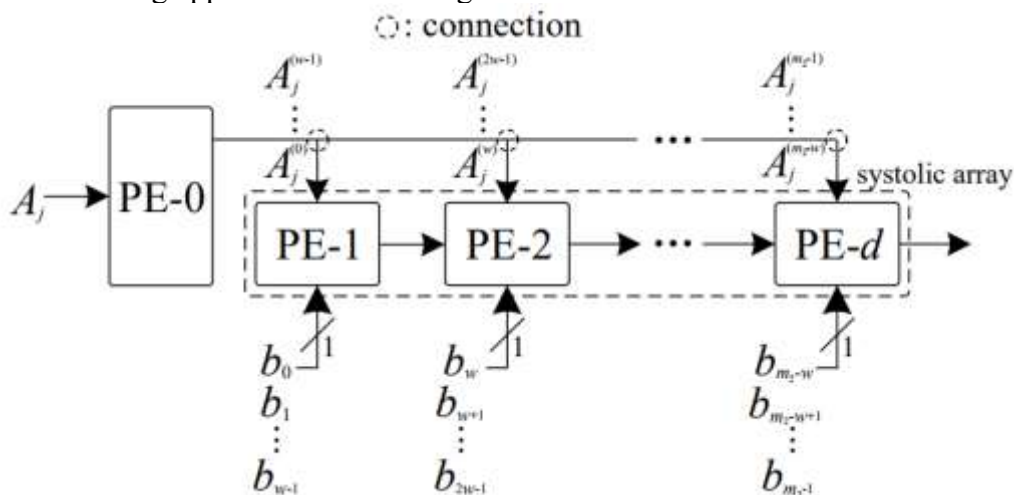 ◌: connection
A_j^{(w-1)} A_j^{(2w-1)} A_j^{(m_2-1)}
A_j^{(0)} A_j^{(w)} ••• A_j^{(m_2-w)}
systolic array
A_j PE-0
PE-1 PE-2 ••• PE-d
1 1 1
b_0 b_w b_{m_2-w}
b_1 b_{w+1} b_{m_2-w+1}
b_{w-1} b_{2w-1} b_{m_2-1}